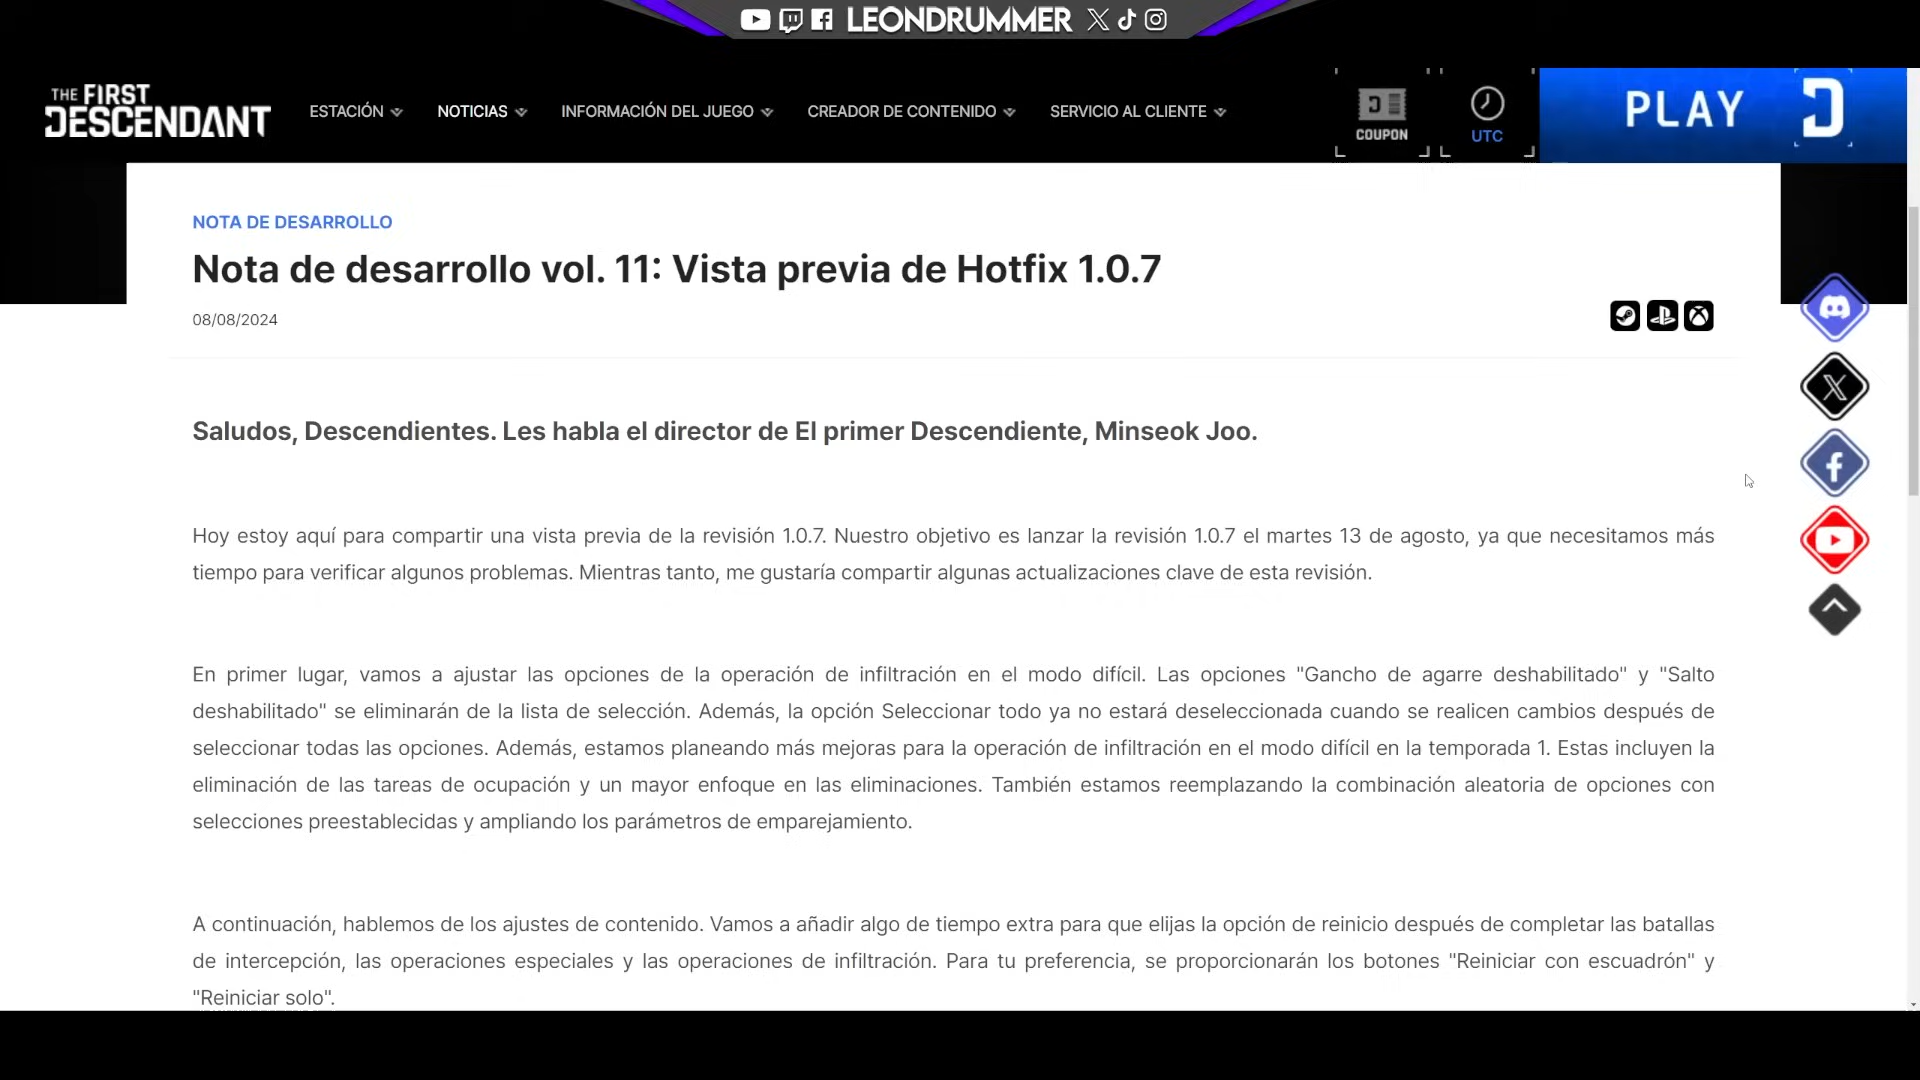 LEONDRUMMER
THE FIRST
DESCENDANT
ESTACIÓN
NOTICIAS
INFORMACIÓN DEL JUEGO
CREADOR DE CONTENIDO
SERVICIO AL CLIENTE
COUPON
UTC
PLAY
NOTA DE DESARROLLO
Nota de desarrollo vol. 11: Vista previa de Hotfix 1.0.7
08/08/2024
Saludos, Descendientes. Les habla el director de El primer Descendiente, Minseok Joo.
Hoy estoy aquí para compartir una vista previa de la revisión 1.0.7. Nuestro objetivo es lanzar la revisión 1.0.7 el martes 13 de agosto, ya que necesitamos más
tiempo para verificar algunos problemas. Mientras tanto, me gustaría compartir algunas actualizaciones clave de esta revisión.
En primer lugar, vamos a ajustar las opciones de la operación de infiltración en el modo difícil. Las opciones "Gancho de agarre deshabilitado" y "Salto
deshabilitado" se eliminarán de la lista de selección. Además, la opción Seleccionar todo ya no estará deseleccionada cuando se realicen cambios después de
seleccionar todas las opciones. Además, estamos planeando más mejoras para la operación de infiltración en el modo difícil en la temporada 1. Estas incluyen la
eliminación de las tareas de ocupación y un mayor enfoque en las eliminaciones. También estamos reemplazando la combinación aleatoria de opciones con
selecciones preestablecidas y ampliando los parámetros de emparejamiento.
A continuación, hablemos de los ajustes de contenido. Vamos a añadir algo de tiempo extra para que elijas la opción de reinicio después de completar las batallas
de intercepción, las operaciones especiales y las operaciones de infiltración. Para tu preferencia, se proporcionarán los botones "Reiniciar con escuadrón" y
"Reiniciar solo".